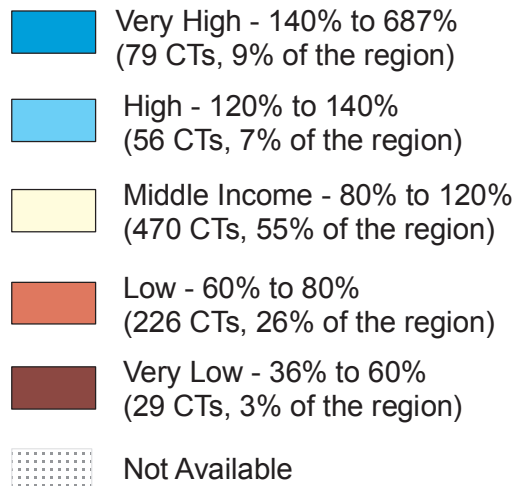 Very High - 140% to 687%
(79 CTs, 9% of the region)
High - 120% to 140%
(56 CTs, 7% of the region)
Middle Income - 80% to 120%
(470 CTs, 55% of the region)
Low - 60% to 80%
(226 CTs, 26% of the region)
Very Low - 36% to 60%
(29 CTs, 3% of the region)
Not Available